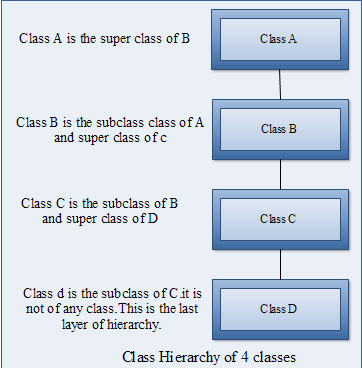 Class A is the super class of B
Class A
Class B is the subclass class of A
and super class of c
Class B
Class C is the subclass of B
and super class of D
Class C
Class d is the subclass of C.it is
not of any class.This is the last
layer of hierarchy.
Class D
Class Hierarchy of 4 classes